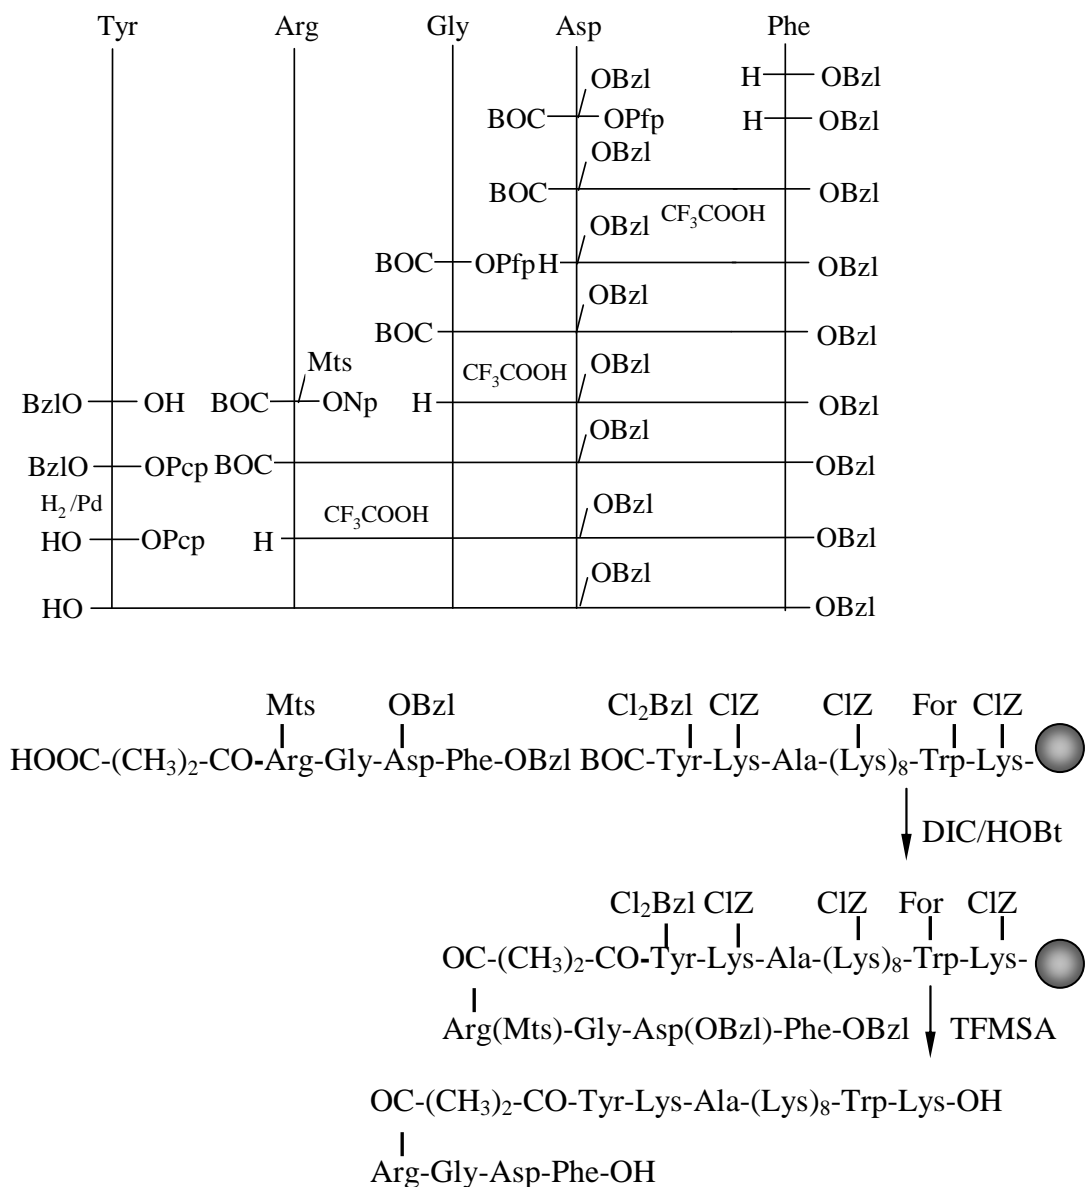 Tyr Arg Gly Asp Phe
H OBzl
OBzl
BOC OPfp H OBzl
OBzl
BOC OBzl
CF3COOH
OBzl
BOC OPfp H OBzl
OBzl
BOC OBzl
Mts CF3COOH OBzl
BzlO OH BOC ONp H OBzl
OBzl
BzlO OPcp BOC OBzl
H2/Pd CF3COOH OBzl
HO OPcp H OBzl
OBzl
HO OBzl
Mts OBzl Cl2Bzl ClZ ClZ For ClZ
HOOC-(CH3)2-CO-Arg-Gly-Asp-Phe-OBzl BOC-Tyr-Lys-Ala-(Lys)8-Trp-Lys-
DIC/HOBt
Cl2Bzl ClZ ClZ For ClZ
OC-(CH3)2-CO-Tyr-Lys-Ala-(Lys)8-Trp-Lys-
Arg(Mts)-Gly-Asp(OBzl)-Phe-OBzl TFMSA
OC-(CH3)2-CO-Tyr-Lys-Ala-(Lys)8-Trp-Lys-OH
Arg-Gly-Asp-Phe-OH